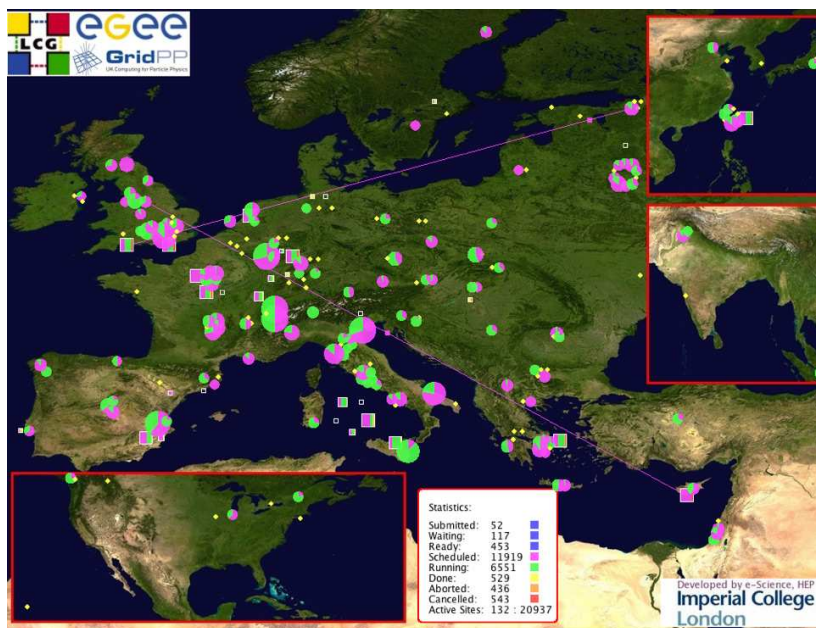 LCG
eGee
GridPP
UK Computing for Particle Physics
Statistics:
Submitted: 52
Waiting: 117
Ready: 453
Scheduled: 11919
Running: 6551
Done: 529
Aborted: 436
Cancelled: 543
Active Sites: 132 : 20937
Developed by e-Science, HEP
Imperial College
London